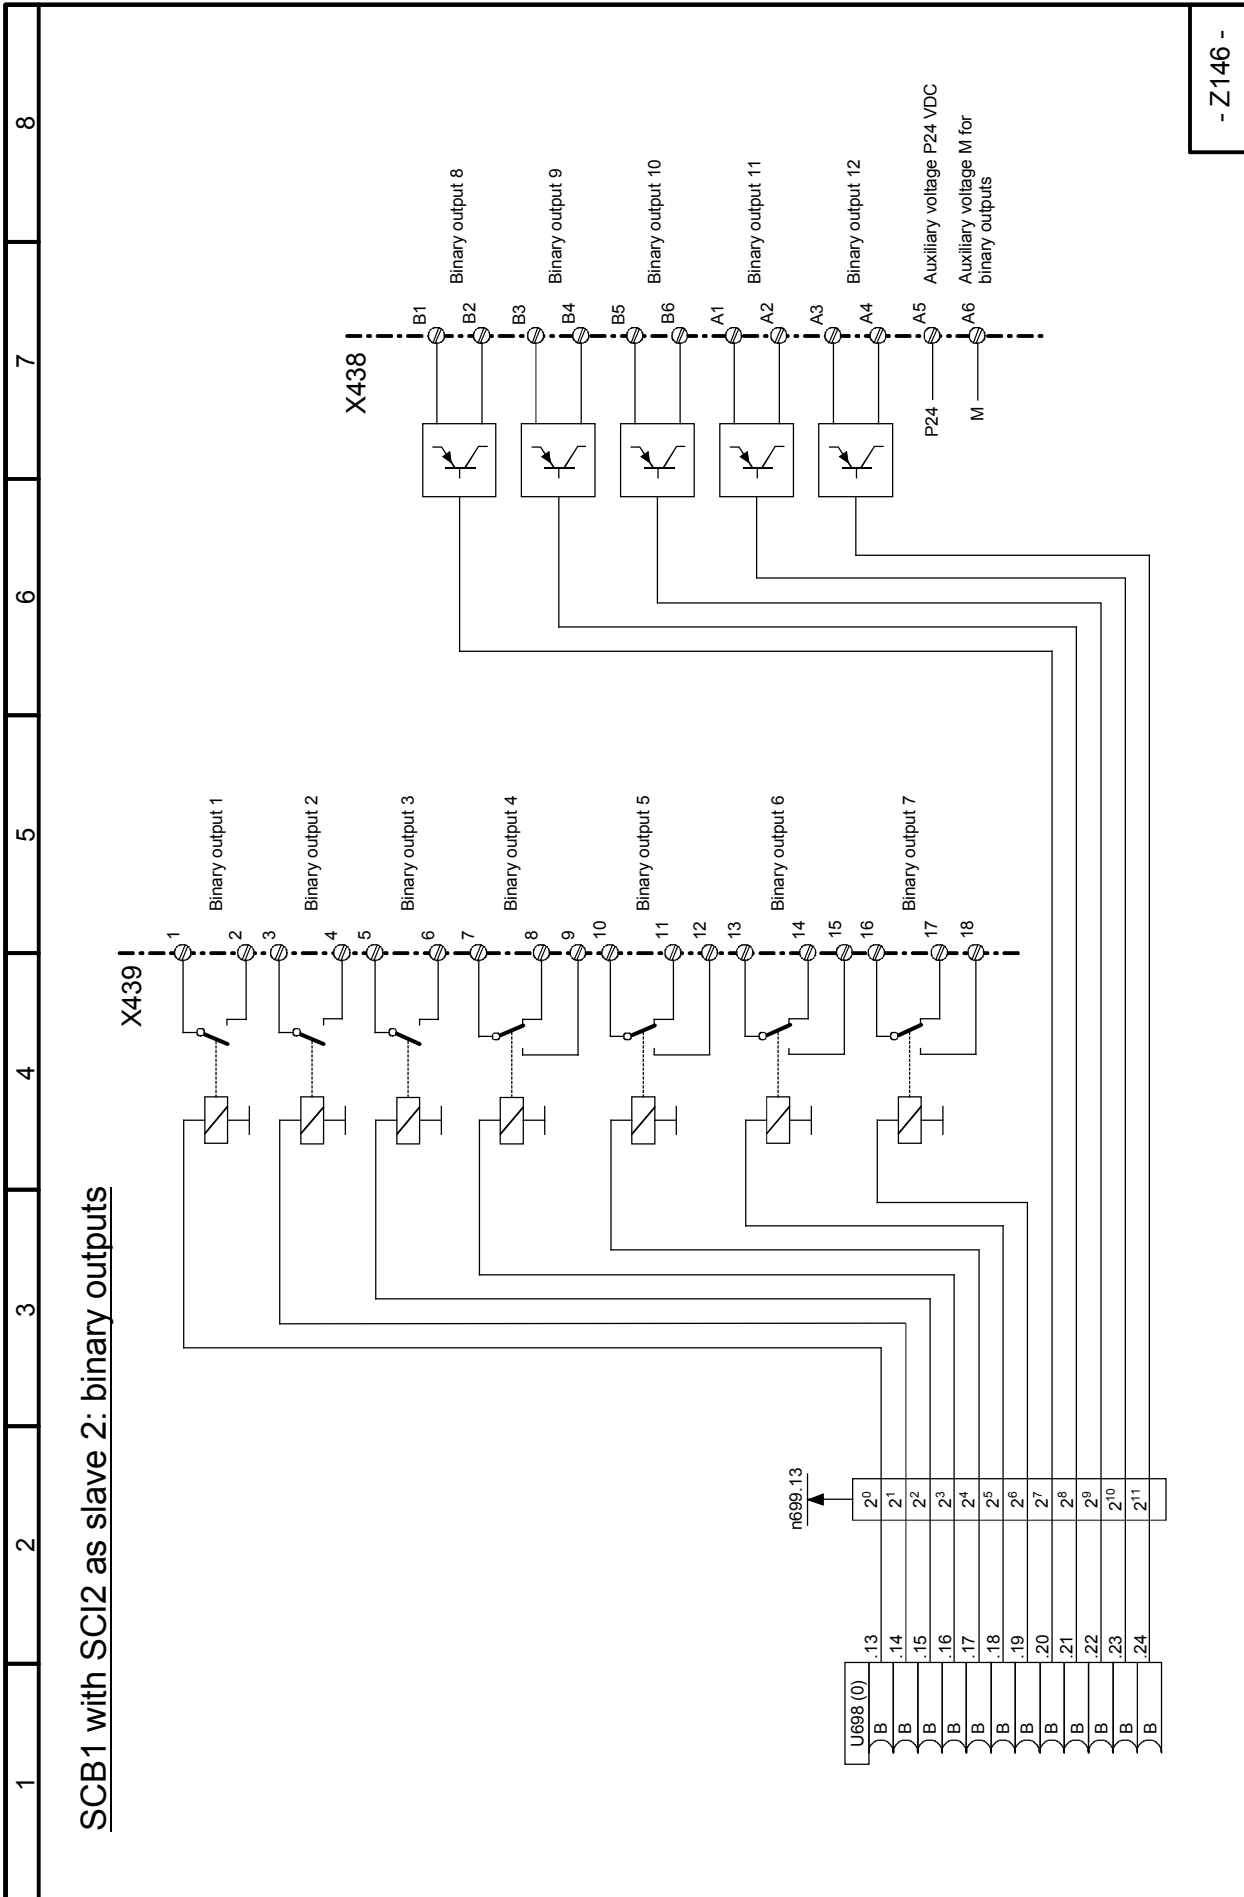 1
2
3
4
5
6
7
8
SCB1 with SCI2 as slave 2: binary outputs
X439
1
2
3
4
5
6
7
8
9
10
11
12
13
14
15
16
17
18
Binary output 1
Binary output 2
Binary output 3
Binary output 4
Binary output 5
Binary output 6
Binary output 7
X438
B1
B2
B3
B4
B5
B6
A1
A2
A3
A4
A5
A6
Binary output 8
Binary output 9
Binary output 10
Binary output 11
Binary output 12
P24
Auxiliary voltage P24 VDC
M
Auxiliary voltage M for
binary outputs
n699.13
2⁰
2¹
2²
2³
2⁴
2⁵
2⁶
2⁷
2⁸
2⁹
2¹⁰
2¹¹
U698 (0)
B .13
B .14
B .15
B .16
B .17
B .18
B .19
B .20
B .21
B .22
B .23
B .24
- Z146 -